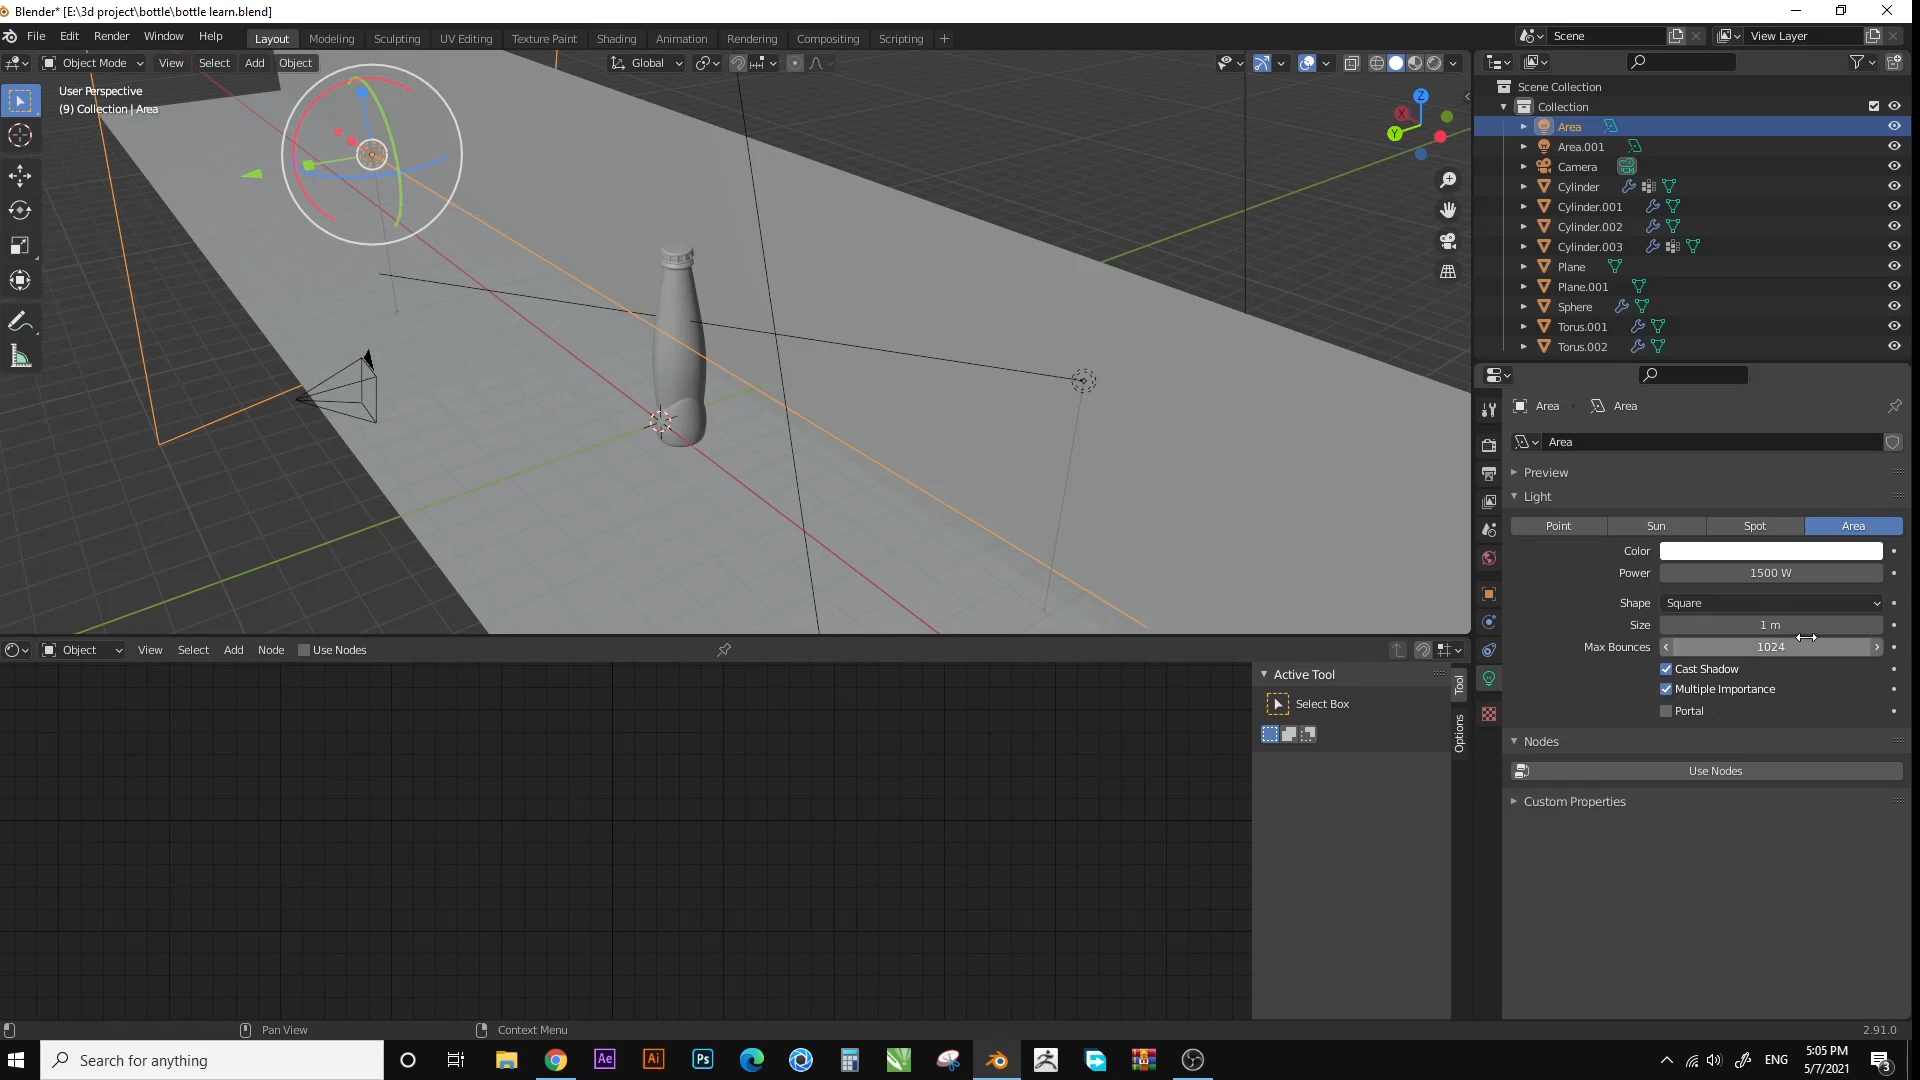 Blender* [E:\3d project\bottle\bottle learn.blend]
File Edit Render Window Help Layout Modeling Sculpting UV Editing Texture Paint Shading Animation Rendering Compositing Scripting + Scene View Layer
Object Mode View Select Add Object Global
User Perspective
(9) Collection | Area
Z
X
Y
Scene Collection
Collection
Area
Area.001
Camera
Cylinder
Cylinder.001
Cylinder.002
Cylinder.003
Plane
Plane.001
Sphere
Torus.001
Torus.002
Area Area
Area
Preview
Light
Point Sun Spot Area
Color
Power 1500 W
Shape Square
Size 1 m
Max Bounces 1024
Cast Shadow
Multiple Importance
Portal
Nodes
Use Nodes
Custom Properties
Object View Select Add Node Use Nodes
Active Tool
Select Box
Tool
Options
Pan View Context Menu 2.91.0
Search for anything
Ae Ai Ps
ENG
5:05 PM
5/7/2021
3